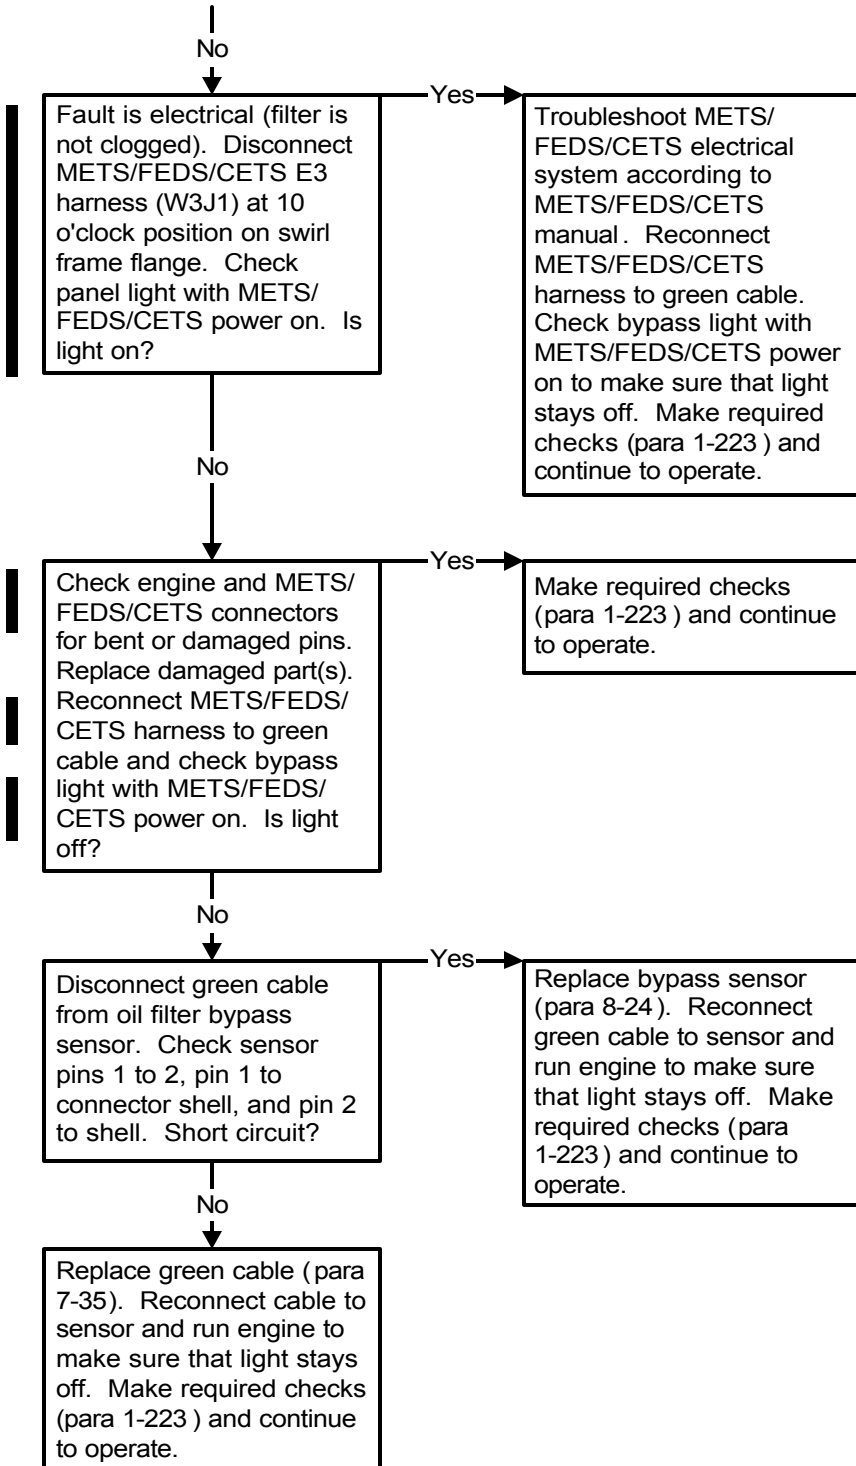 No
Fault is electrical (filter is
not clogged). Disconnect
METS/FEDS/CETS E3
harness (W3J1) at 10
o'clock position on swirl
frame flange. Check
panel light with METS/
FEDS/CETS power on. Is
light on?
Yes
Troubleshoot METS/
FEDS/CETS electrical
system according to
METS/FEDS/CETS
manual. Reconnect
METS/FEDS/CETS
harness to green cable.
Check bypass light with
METS/FEDS/CETS power
on to make sure that light
stays off. Make required
checks (para 1-223 ) and
continue to operate.
No
Check engine and METS/
FEDS/CETS connectors
for bent or damaged pins.
Replace damaged part(s).
Reconnect METS/FEDS/
CETS harness to green
cable and check bypass
light with METS/FEDS/
CETS power on. Is light
off?
Yes
Make required checks
(para 1-223 ) and continue
to operate.
No
Disconnect green cable
from oil filter bypass
sensor. Check sensor
pins 1 to 2, pin 1 to
connector shell, and pin 2
to shell. Short circuit?
Yes
Replace bypass sensor
(para 8-24). Reconnect
green cable to sensor and
run engine to make sure
that light stays off. Make
required checks (para
1-223 ) and continue to
operate.
No
Replace green cable (para
7-35). Reconnect cable to
sensor and run engine to
make sure that light stays
off. Make required checks
(para 1-223 ) and continue
to operate.